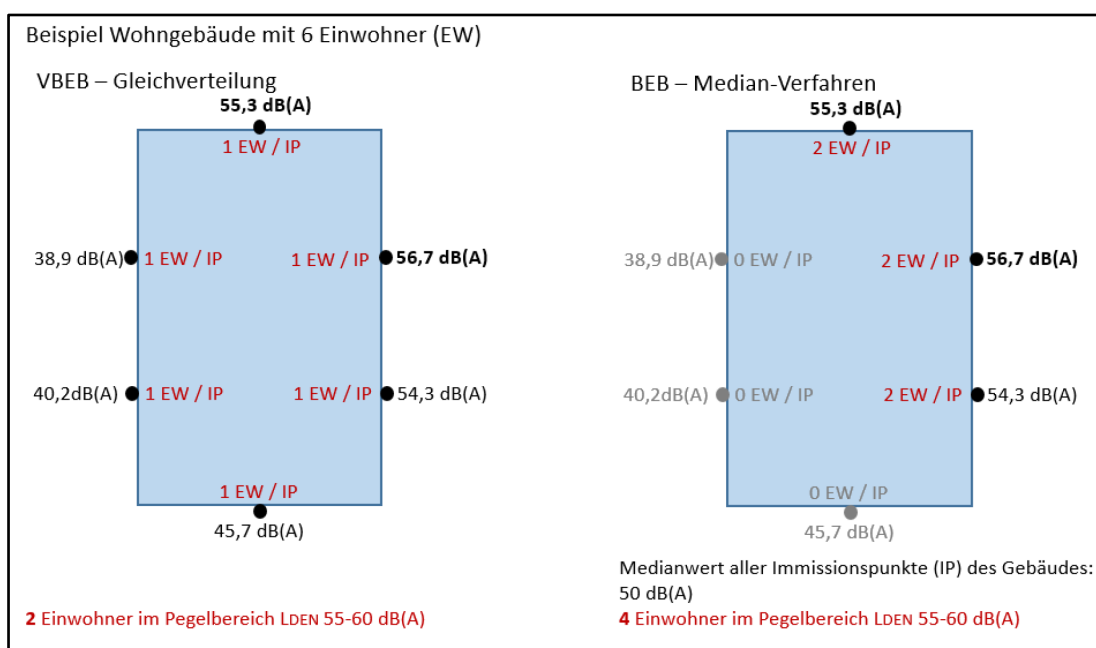 Beispiel Wohngebäude mit 6 Einwohner (EW)
VBEB – Gleichverteilung
55,3 dB(A)
1 EW / IP
38,9 dB(A)
1 EW / IP
1 EW / IP
56,7 dB(A)
40,2dB(A)
1 EW / IP
1 EW / IP
54,3 dB(A)
1 EW / IP
45,7 dB(A)
2 Einwohner im Pegelbereich LDEN 55-60 dB(A)
BEB – Median-Verfahren
55,3 dB(A)
2 EW / IP
38,9 dB(A)
0 EW / IP
2 EW / IP
56,7 dB(A)
40,2dB(A)
0 EW / IP
2 EW / IP
54,3 dB(A)
0 EW / IP
45,7 dB(A)
Medianwert aller Immissionspunkte (IP) des Gebäudes:
50 dB(A)
4 Einwohner im Pegelbereich LDEN 55-60 dB(A)